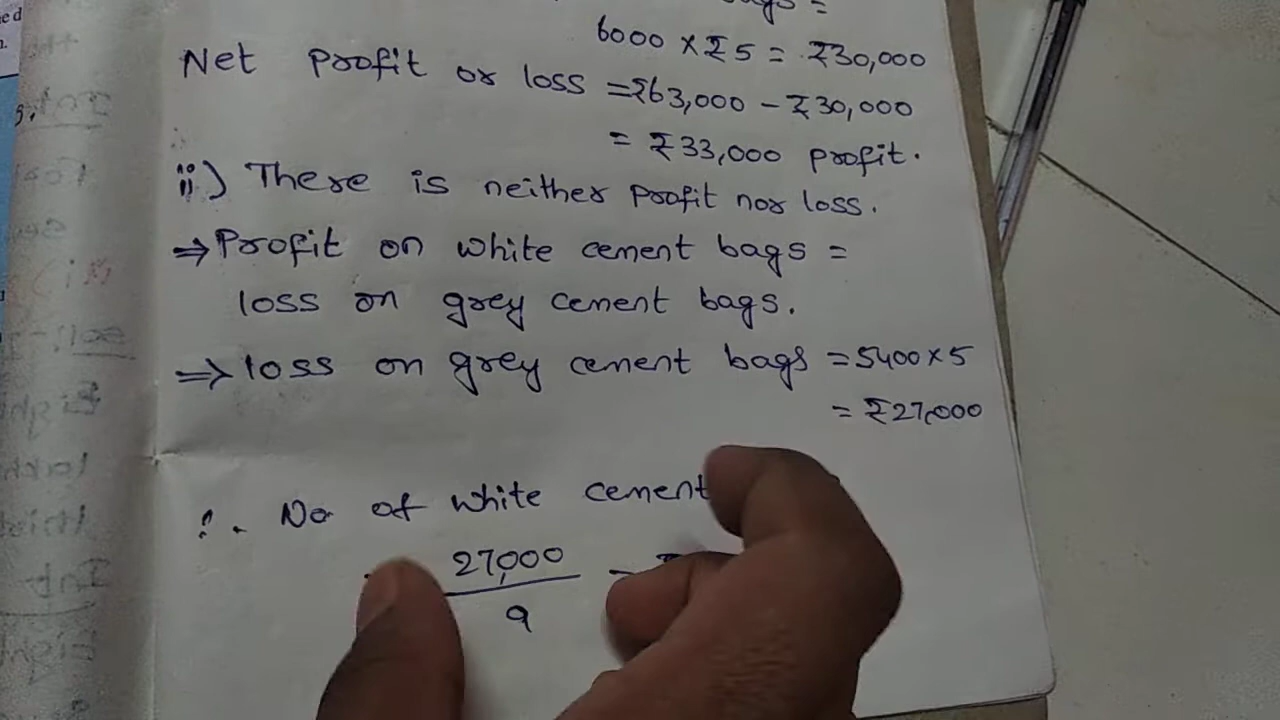 6000 × ₹5 = ₹30,000
Net profit or loss = ₹63,000 – ₹30,000
= ₹33,000 profit.
ii) There is neither profit nor loss.
⇒ Profit on white cement bags =
loss on grey cement bags.
⇒ loss on grey cement bags = 5400 × 5
= ₹27,000
∴ No of white cement
27,000
9